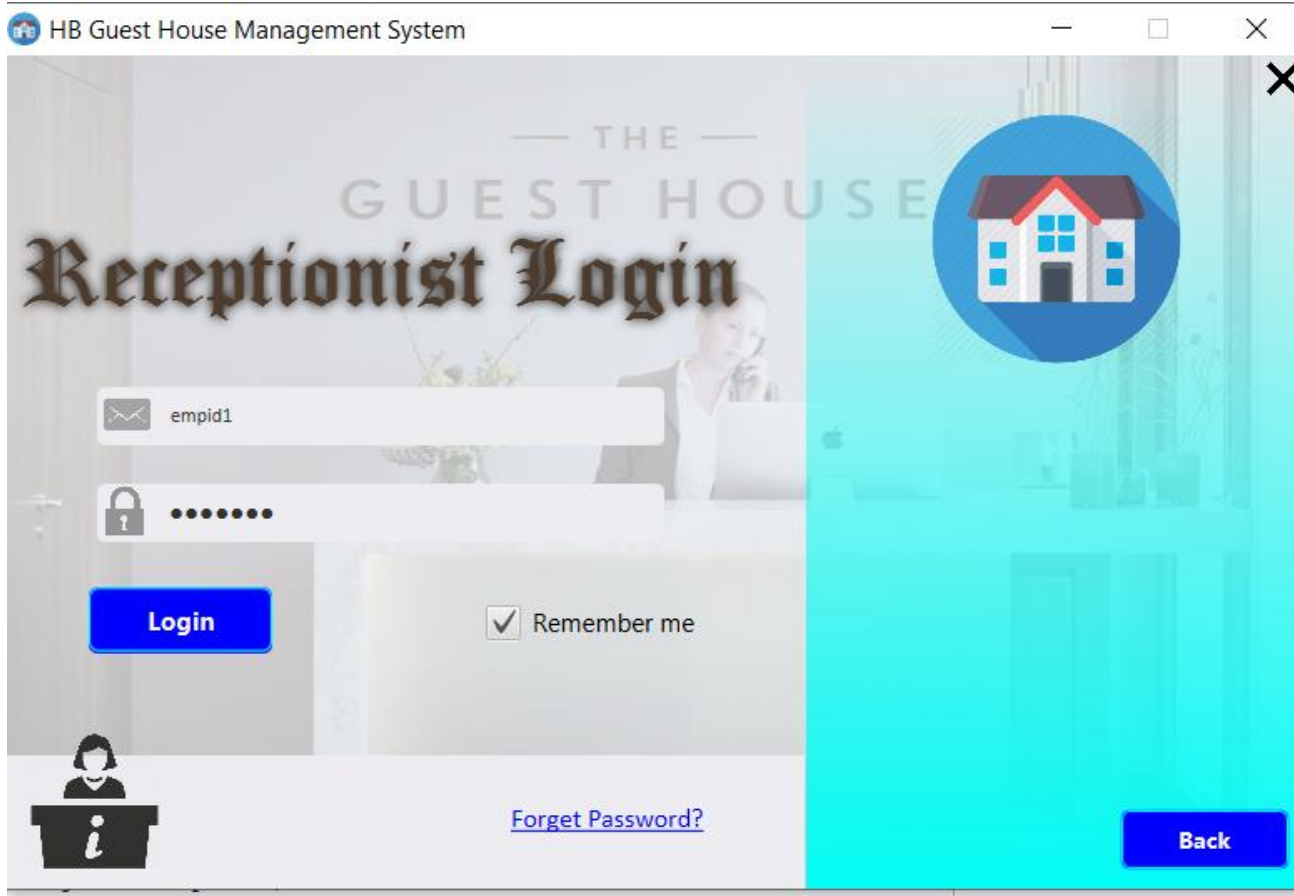 HB Guest House Management System
THE
GUEST HOUSE
Receptionist Login
empid1
•••••••
Login
Remember me
i
Forget Password?
Back